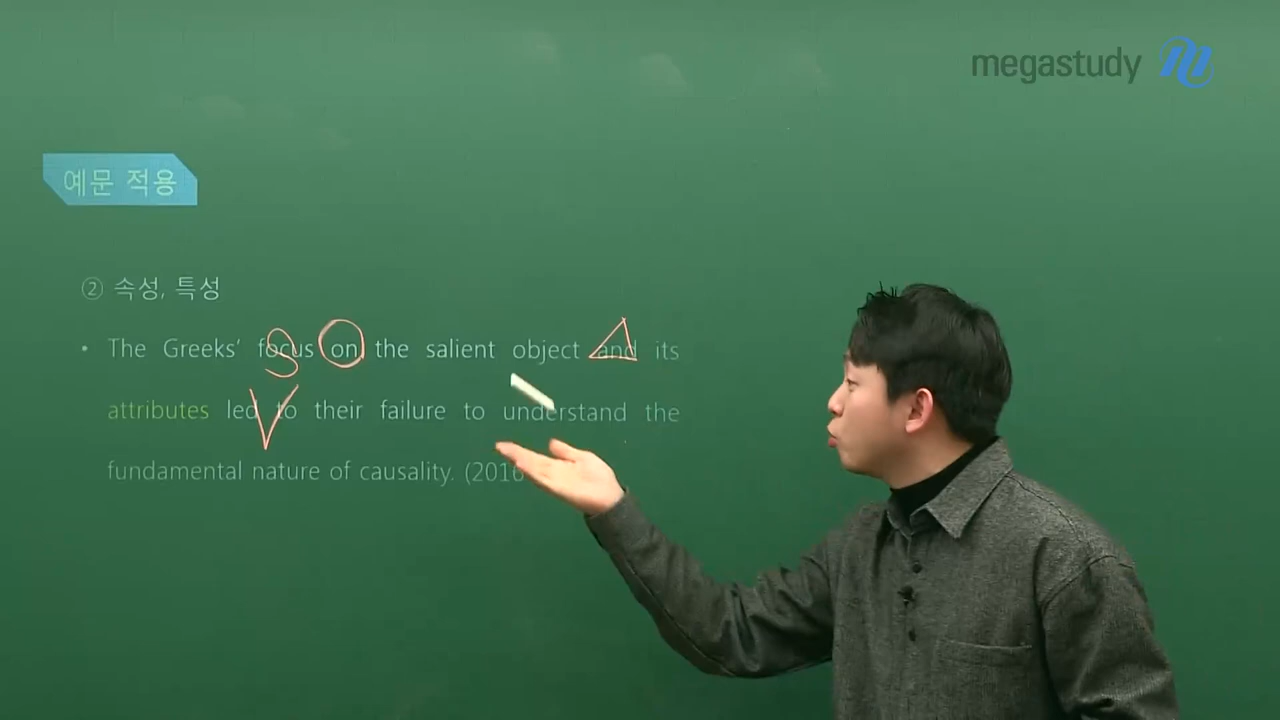 megastudy
예문 적용
② 속성, 특성
• The Greeks’ focus on the salient object and its
attributes led to their failure to understand the
fundamental nature of causality. (2016
S
V